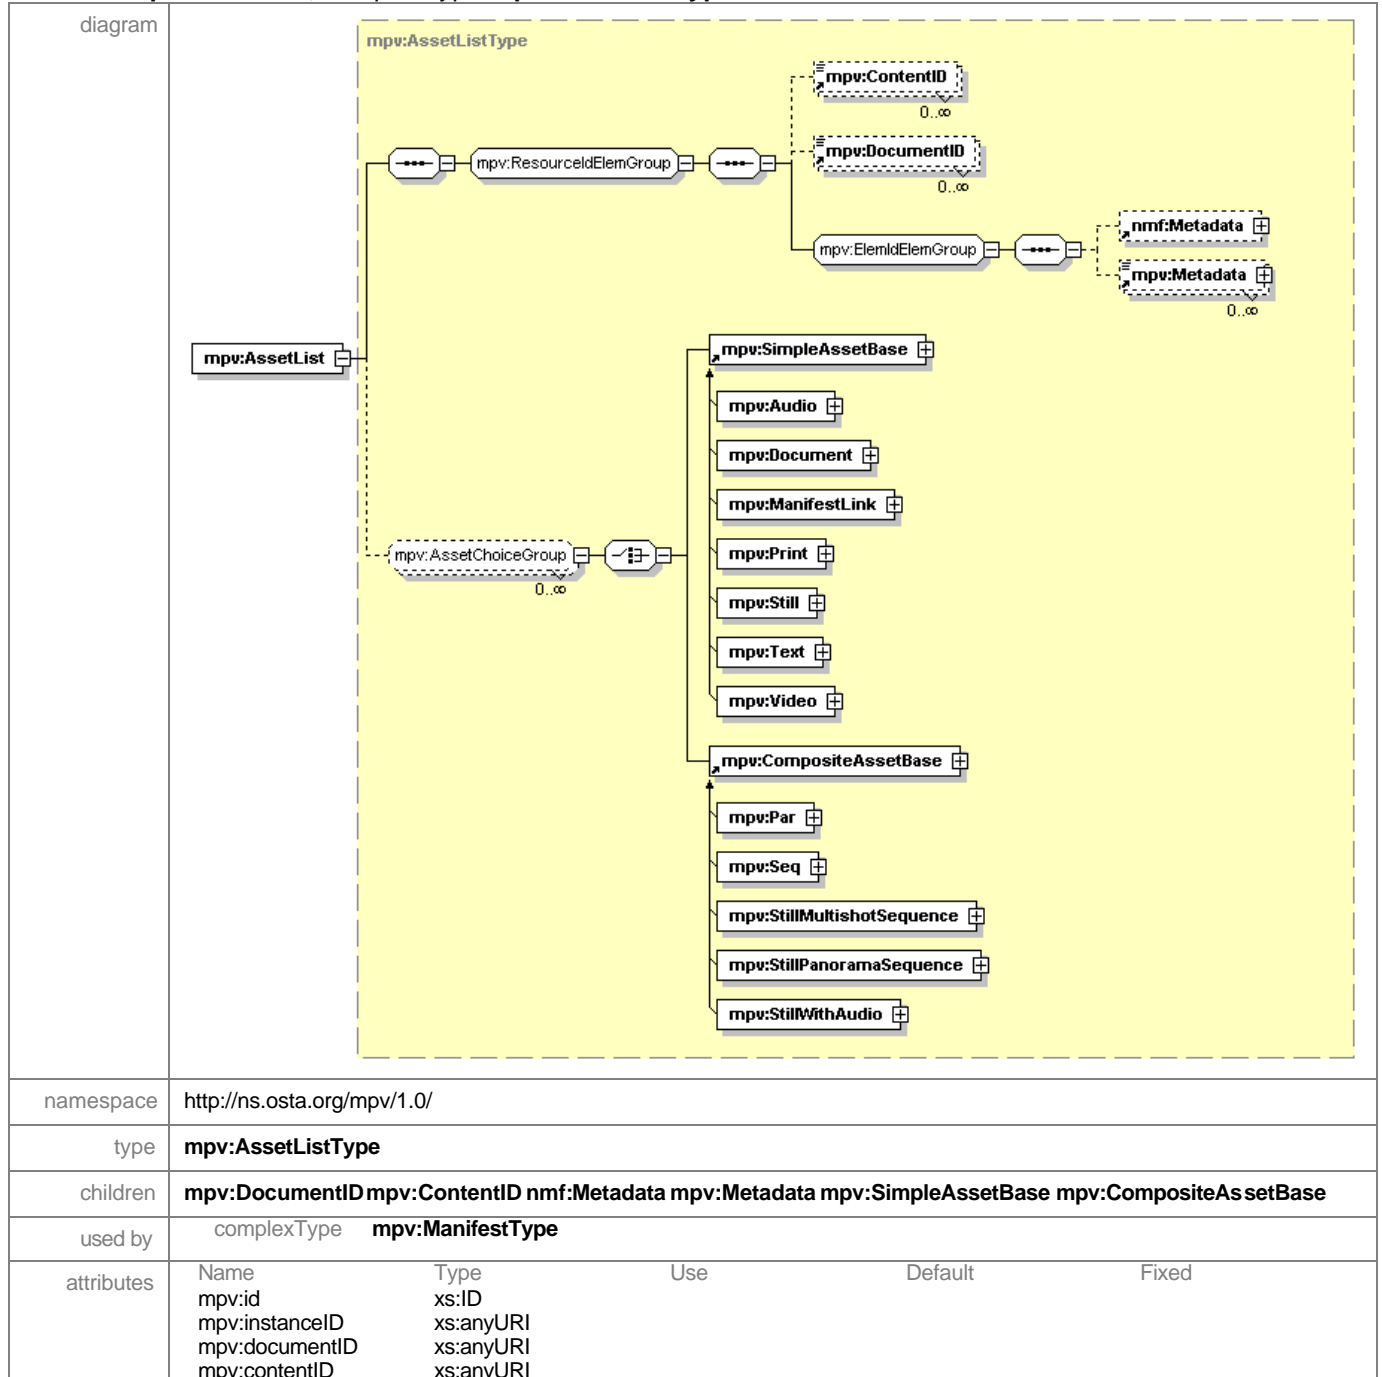 diagram
mpv:AssetListType
mpv:ContentID
0..∞
mpv:DocumentID
0..∞
mpv:ResourceIdElemGroup
nmf:Metadata
mpv:ElemIdElemGroup
mpv:Metadata
0..∞
mpv:AssetList
mpv:SimpleAssetBase
mpv:Audio
mpv:Document
mpv:ManifestLink
mpv:AssetChoiceGroup
0..∞
mpv:Print
mpv:Still
mpv:Text
mpv:Video
mpv:CompositeAssetBase
mpv:Par
mpv:Seq
mpv:StillMultishotSequence
mpv:StillPanoramaSequence
mpv:StillWithAudio
namespace http://ns.osta.org/mpv/1.0/
type mpv:AssetListType
children mpv:DocumentID mpv:ContentID nmf:Metadata mpv:Metadata mpv:SimpleAssetBase mpv:CompositeAssetBase
used by complexType mpv:ManifestType
attributes Name Type Use Default Fixed
mpv:id xs:ID
mpv:instanceID xs:anyURI
mpv:documentID xs:anyURI
mpv:contentID xs:anyURI